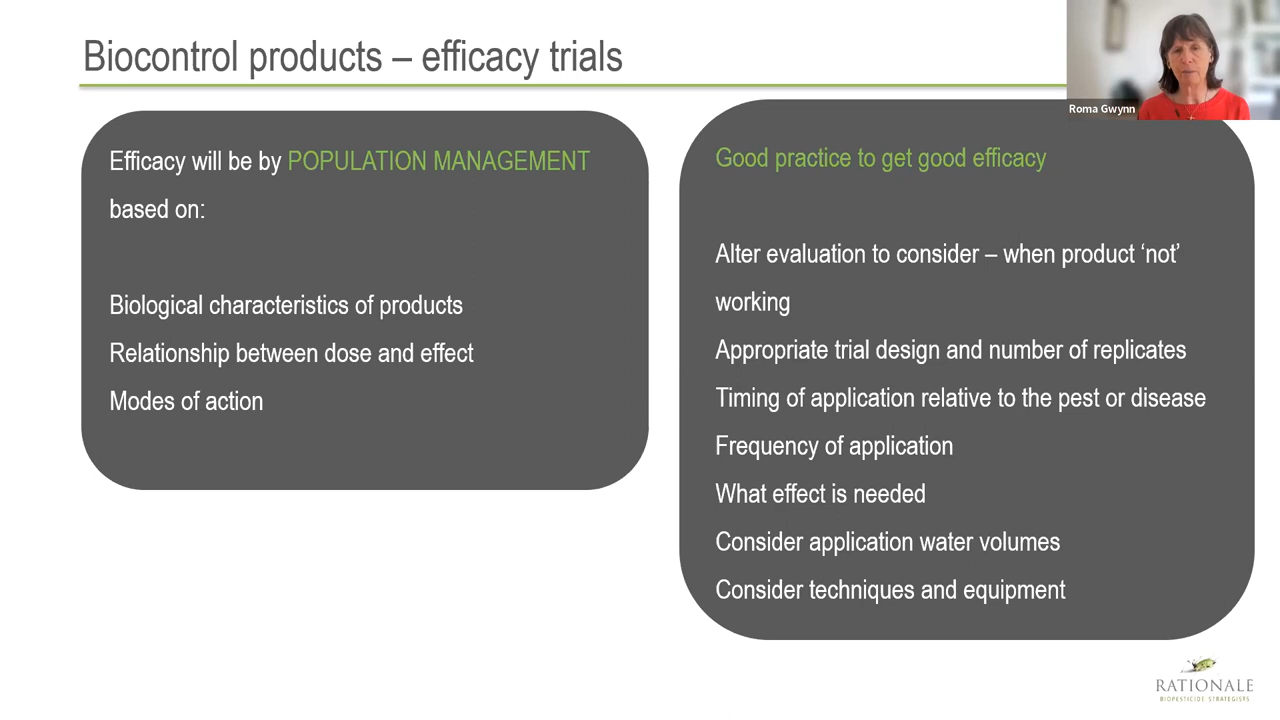 Biocontrol products – efficacy trials
Roma Gwynn
Efficacy will be by POPULATION MANAGEMENT
based on:
Biological characteristics of products
Relationship between dose and effect
Modes of action
Good practice to get good efficacy
Alter evaluation to consider – when product ‘not’
working
Appropriate trial design and number of replicates
Timing of application relative to the pest or disease
Frequency of application
What effect is needed
Consider application water volumes
Consider techniques and equipment
RATIONALE
BIOPESTICIDE STRATEGISTS